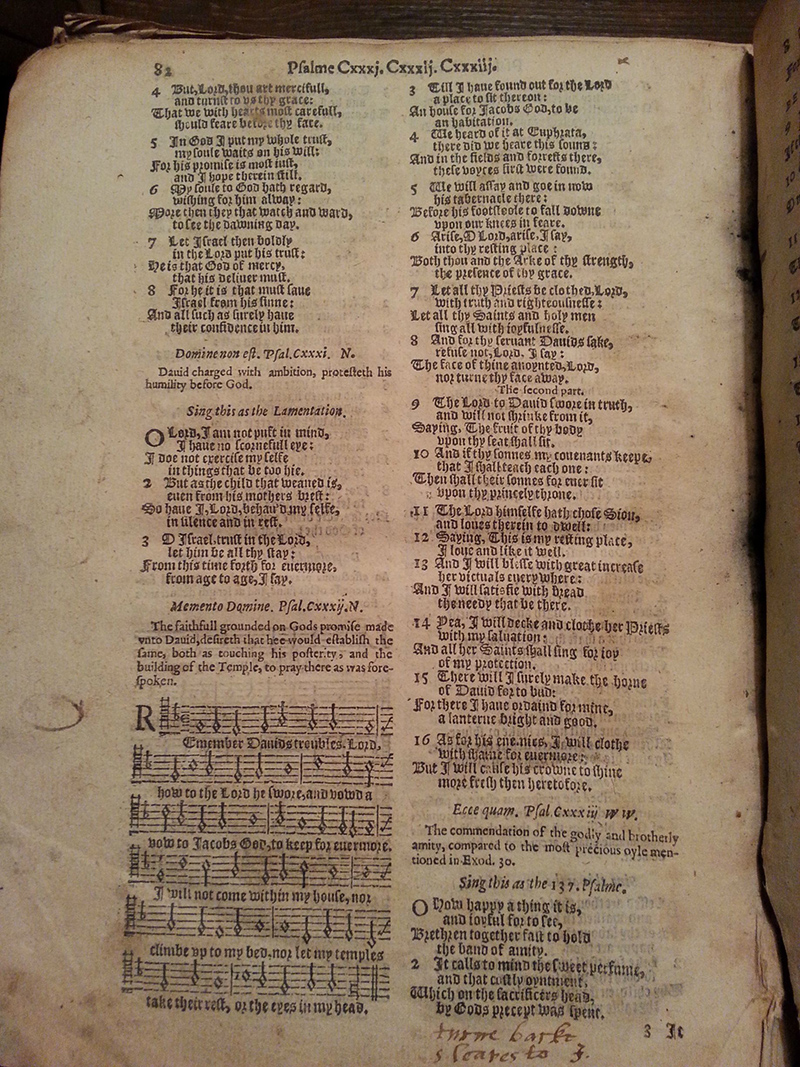 82
Psalme Cxxxj. Cxxxij. Cxxxiij.
4 But, Lord, thou art mercifull,
and turnst to vs thy grace:
That we with hearts most carefull,
should feare before thy face.
5 In God I put my whole trust,
my soule waits on his will:
For his promise is most iust,
and I hope therein still.
6 My soule to God hath regard,
wishing for him alway:
More then they that watch and ward,
to see the dawning day.
7 Let Israel then boldly
in the Lord put his trust:
He is that God of mercy,
that his deliuer must.
8 For he it is that must saue
Israel from his sinne:
And all such as surely haue
their confidence in him.
Domine non est. Psal.Cxxxi. N.
Dauid charged with ambition, protesteth his
humility before God.
Sing this as the Lamentation.
O Lord, I am not puft in mind,
I haue no scornefull eye:
I doe not exercise my selfe
in things that be too hie.
2 But as the child that weaned is,
euen from his mothers brest:
So haue I, Lord, behau'd my selfe,
in silence and in rest.
3 O Israel, trust in the Lord,
let him be all thy stay:
From this time forth for euermore,
from age to age, I say.
Memento Domine. Psal.Cxxxij. N.
The faithfull grounded on Gods promise made
vnto Dauid, desireth that hee would establish the
same, both as touching his posterity, and the
building of the Temple, to pray there as was fore-
spoken.
REmember Dauids troubles, Lord,
how to the Lord he swore, and vowd a
vow to Jacobs God, to keep for euermore.
I will not come within my house, nor
climbe vp to my bed, nor let my temples
take their rest, or the eyes in my head.
3 Till I haue found out for the Lord
a place to sit thereon:
An house for Jacobs God, to be
an habitation.
4 We heard of it at Euphrata,
there did we heare this sound:
And in the fields and forrests there,
these voyces first were found.
5 We will assay and goe in now
his tabernacle there:
Before his footstoole to fall downe
vpon our knees in feare.
6 Arise, O Lord, arise, I say,
into thy resting place:
Both thou and the Arke of thy strength,
the presence of thy grace.
7 Let all thy Priests be clothed, Lord,
with truth and righteousnesse:
Let all thy Saints and holy men
sing all with ioyfulnesse.
8 And for thy seruant Dauids sake,
refuse not, Lord, I say:
The face of thine anoynted, Lord,
nor turne thy face away.
The second part.
9 The Lord to Dauid swore in truth,
and will not shrinke from it,
Saying, The fruit of thy body
vpon thy seat shall sit.
10 And if thy sonnes my couenants keepe,
that I shall teach each one:
Then shall their sonnes for euer sit
vpon thy princely throne.
11 The Lord himselfe hath chose Sion,
and loues therein to dwell:
12 Saying, This is my resting place,
I loue and like it well.
13 And I will blesse with great increase
her victuals euery where:
And I will satisfie with bread
the needy that be there.
14 Yea, I will decke and clothe her Priests
with my saluation:
And all her Saints shall sing for ioy
of my protection.
15 There will I surely make the horne
of Dauid for to bud:
For there I haue ordaind for mine,
a lanterne bright and good.
16 As for his enemies, I will clothe
with shame for euermore:
But I will cause his crowne to shine
more fresh then heretofore.
Ecce quam. Psal.Cxxxiij W W.
The commendation of the godly and brotherly
amity, compared to the most precious oyle men-
tioned in Exod. 30.
Sing this as the 137. Psalme.
O How happy a thing it is,
and ioyful for to see,
Brethren together fast to hold
the band of amity.
2 It calls to mind the sweet perfume,
and that costly oyntment,
Which on the sacrificers head,
by Gods precept was spent.
3 It
turne backe
5 leaves to 3.